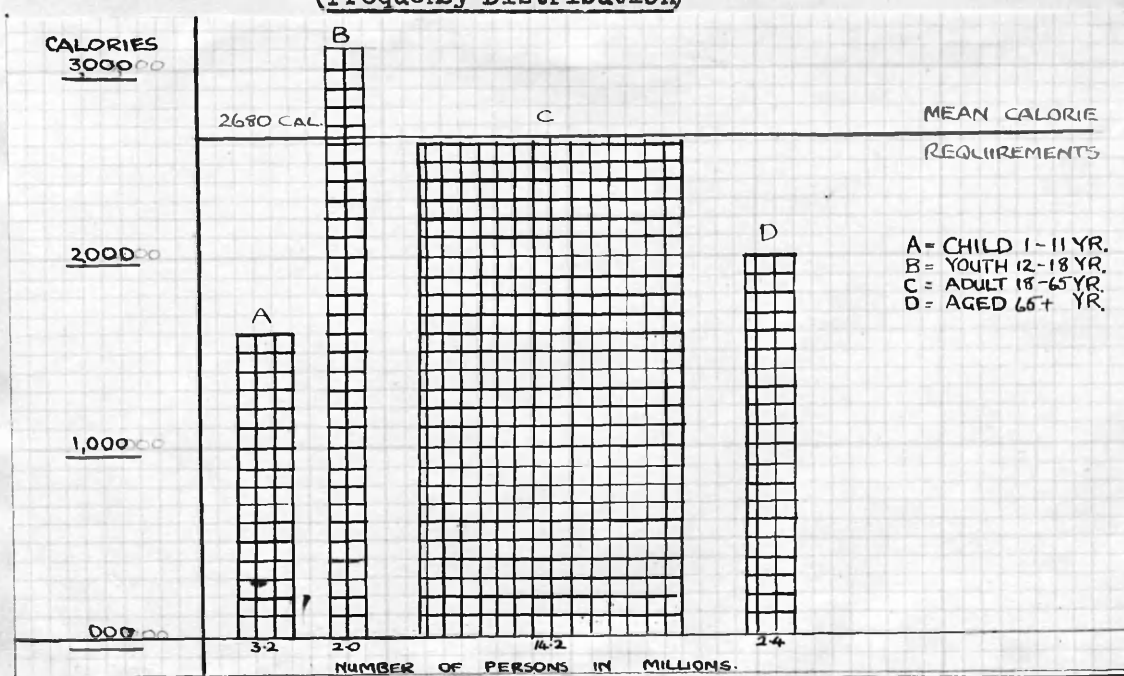 (Frequency Distribution)
CALORIES
3000
B
2680 CAL.
C
MEAN CALORIE
REQUIREMENTS
2000
D
A = CHILD 1-11 YR.
B = YOUTH 12-18 YR.
C = ADULT 18-65 YR.
D = AGED 65+ YR.
A
1,000
000
3.2 2.0 14.2 2.4
NUMBER OF PERSONS IN MILLIONS.